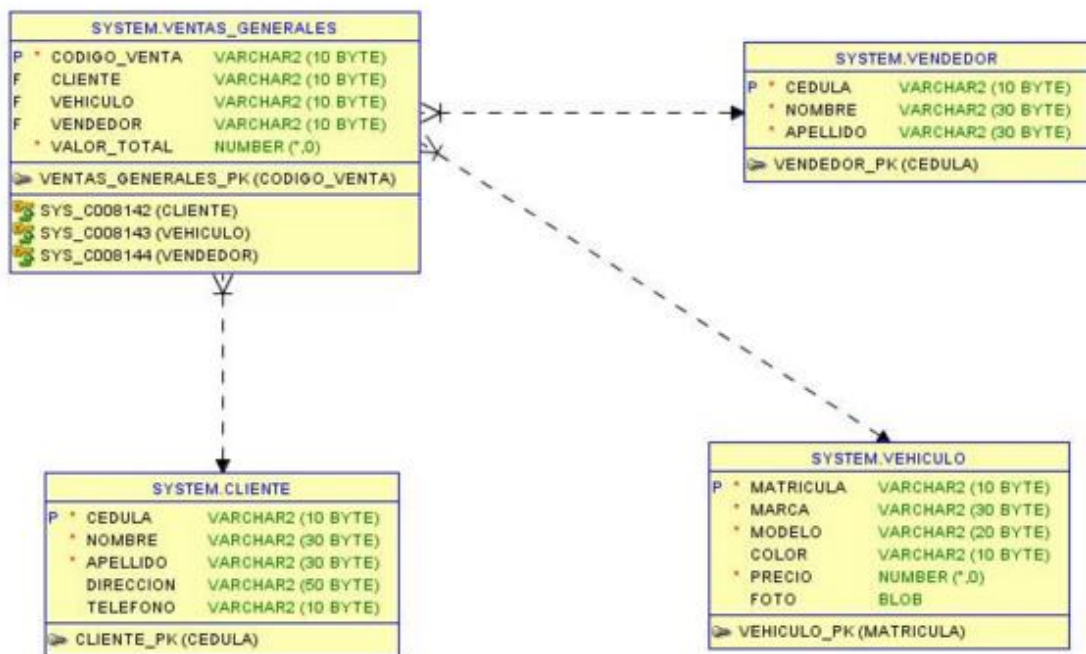 SYSTEM.VENTAS_GENERALES
P * CODIGO_VENTA VARCHAR2 (10 BYTE)
F CLIENTE VARCHAR2 (10 BYTE)
F VEHICULO VARCHAR2 (10 BYTE)
F VENDEDOR VARCHAR2 (10 BYTE)
* VALOR_TOTAL NUMBER (*,0)
VENTAS_GENERALES_PK (CODIGO_VENTA)
SYS_C008142 (CLIENTE)
SYS_C008143 (VEHICULO)
SYS_C008144 (VENDEDOR)
SYSTEM.VENDEDOR
P * CEDULA VARCHAR2 (10 BYTE)
* NOMBRE VARCHAR2 (30 BYTE)
* APELLIDO VARCHAR2 (30 BYTE)
VENDEDOR_PK (CEDULA)
SYSTEM.CLIENTE
P * CEDULA VARCHAR2 (10 BYTE)
* NOMBRE VARCHAR2 (30 BYTE)
* APELLIDO VARCHAR2 (30 BYTE)
DIRECCION VARCHAR2 (50 BYTE)
TELEFONO VARCHAR2 (10 BYTE)
CLIENTE_PK (CEDULA)
SYSTEM.VEHICULO
P * MATRICULA VARCHAR2 (10 BYTE)
* MARCA VARCHAR2 (30 BYTE)
* MODELO VARCHAR2 (20 BYTE)
COLOR VARCHAR2 (10 BYTE)
* PRECIO NUMBER (*,0)
FOTO BLOB
VEHICULO_PK (MATRICULA)